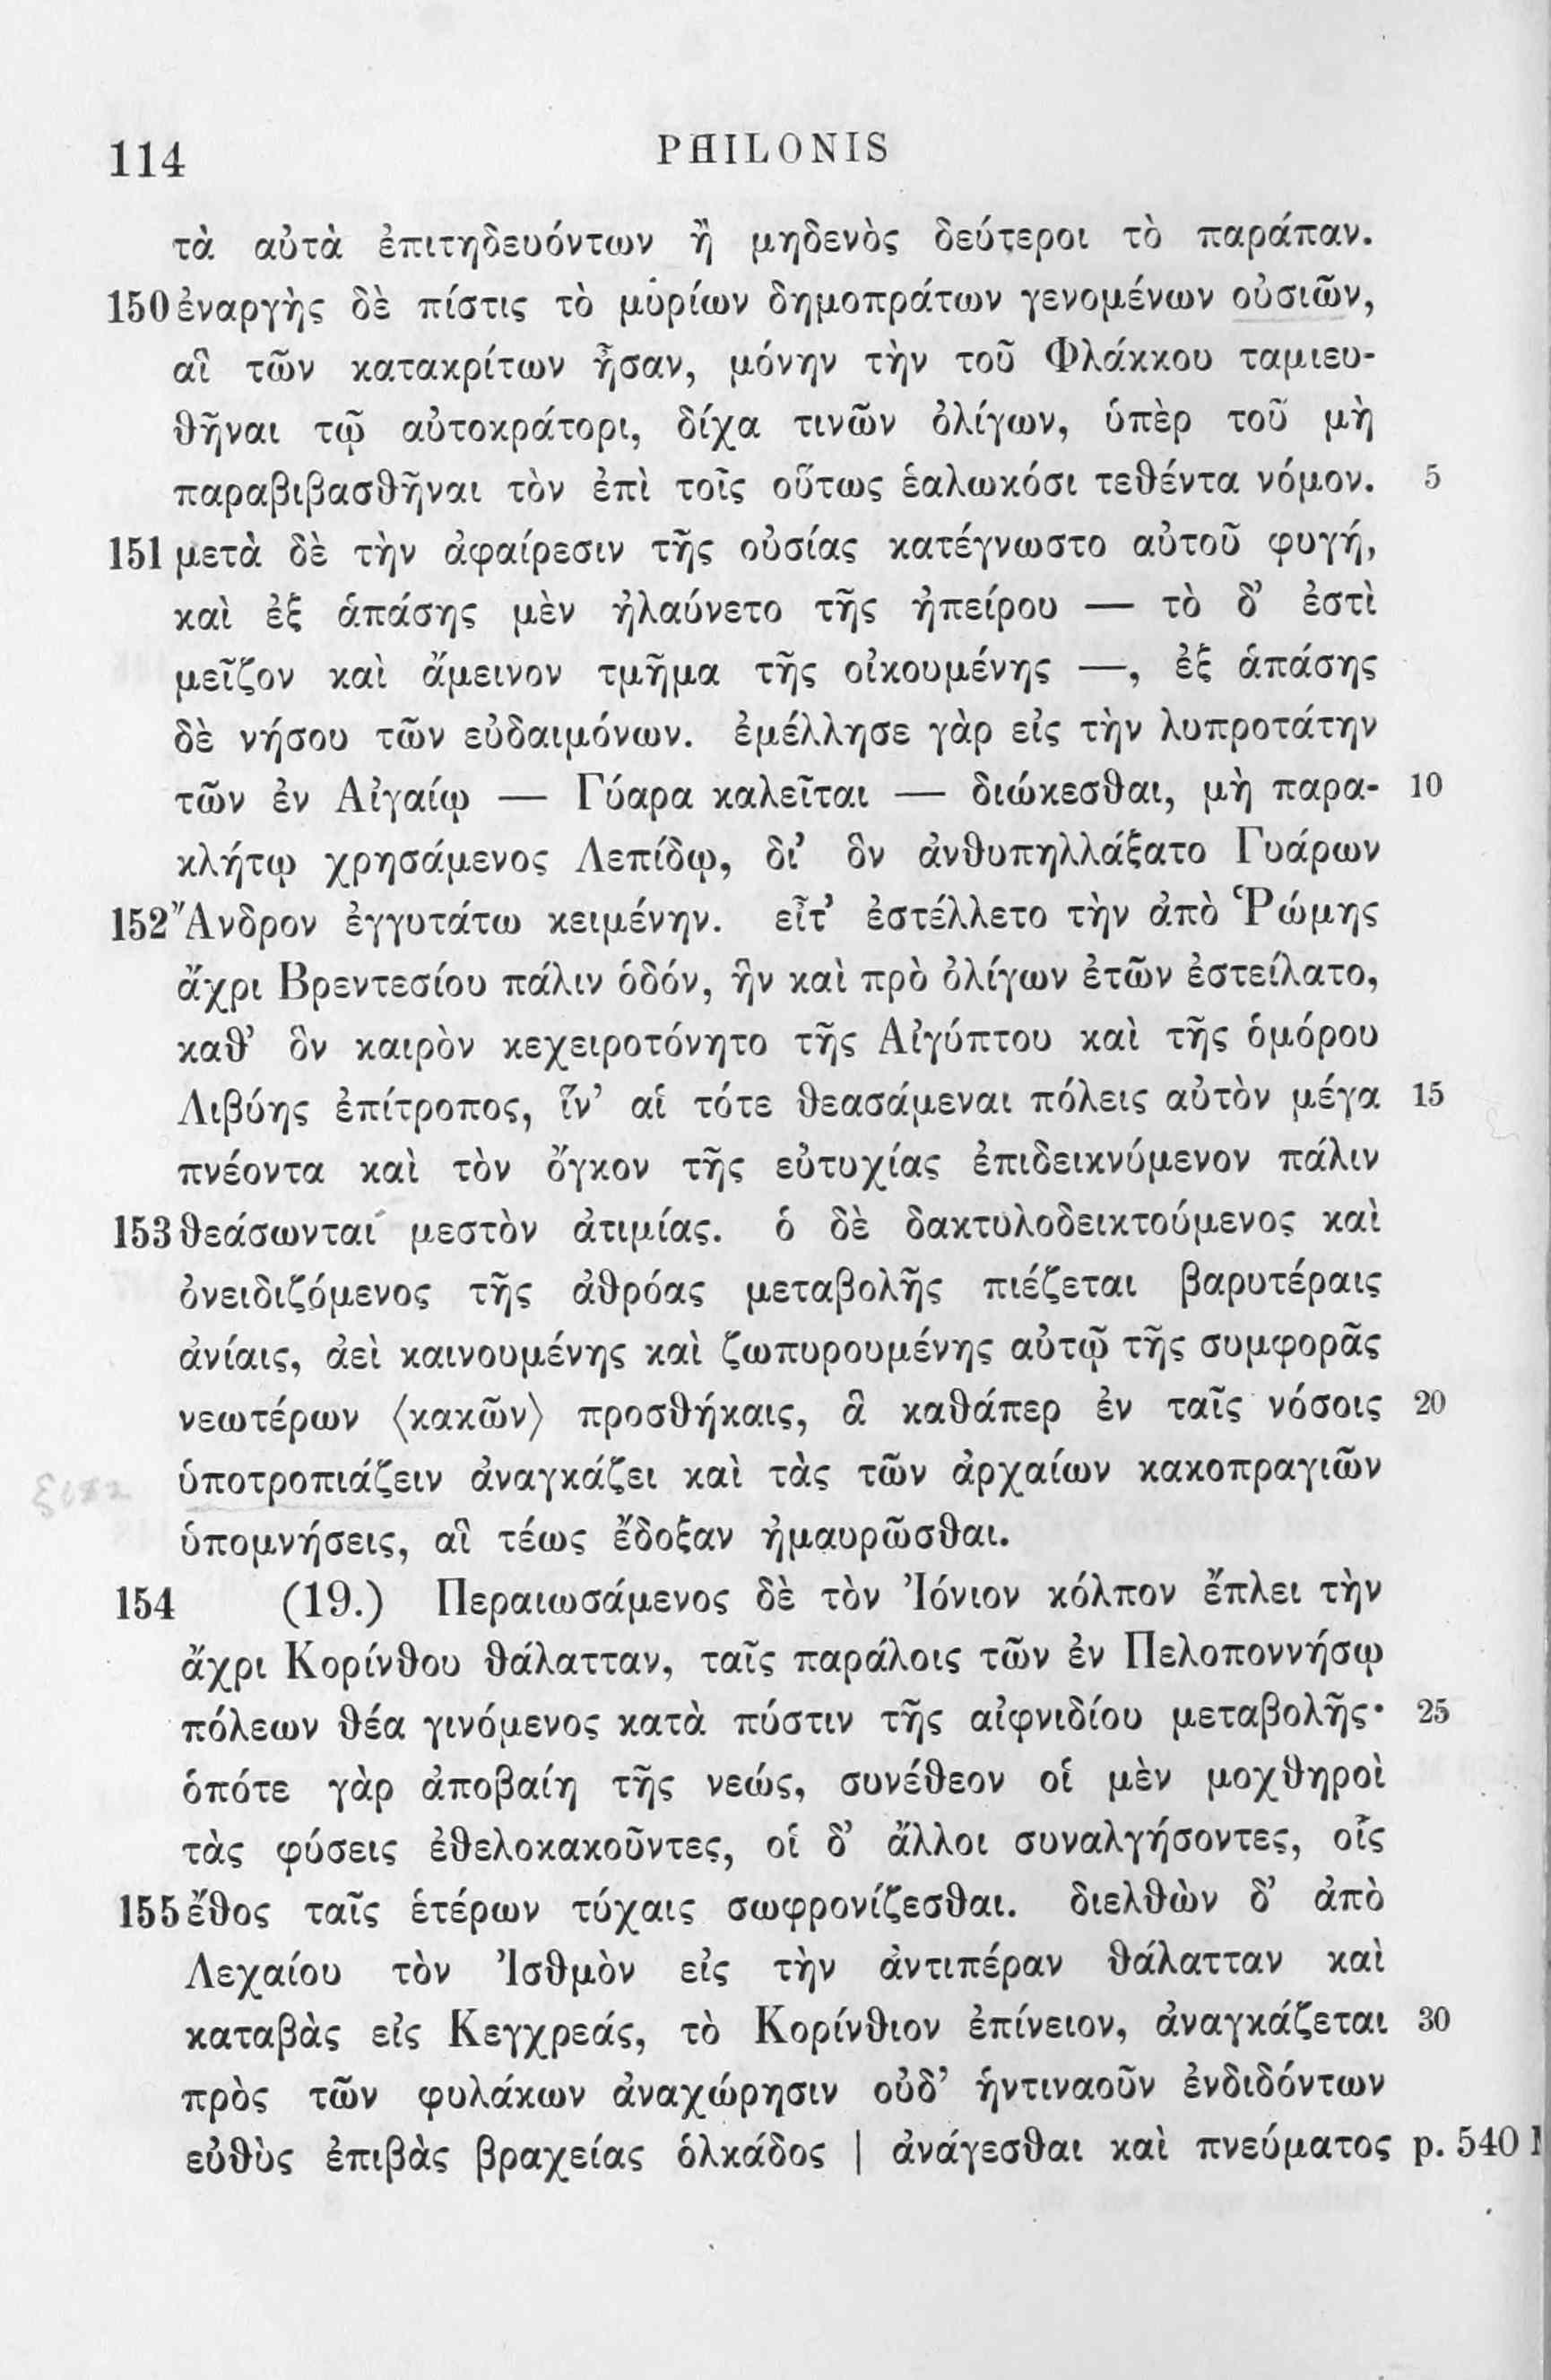 114 PHILONIS
τὰ αὐτὰ ἐπιτηδευόντων ἢ μηδενὸς δεύτεροι τὸ παράπαν.
150 ἐναργὴς δὲ πίστις τὸ μυρίων δημοπράτων γενομένων οὐσιῶν,
αἳ τῶν κατακρίτων ἦσαν, μόνην τὴν τοῦ Φλάκκου ταμιευ-
θῆναι τῷ αὐτοκράτορι, δίχα τινῶν ὀλίγων, ὑπὲρ τοῦ μὴ
παραβιβασθῆναι τὸν ἐπὶ τοῖς οὕτως ἑαλωκόσι τεθέντα νόμον. 5
151 μετὰ δὲ τὴν ἀφαίρεσιν τῆς οὐσίας κατέγνωστο αὐτοῦ φυγή,
καὶ ἐξ ἁπάσης μὲν ἠλαύνετο τῆς ἠπείρου — τὸ δ’ ἐστὶ
μεῖζον καὶ ἄμεινον τμῆμα τῆς οἰκουμένης —, ἐξ ἁπάσης
δὲ νήσου τῶν εὐδαιμόνων. ἐμέλλησε γὰρ εἰς τὴν λυπροτάτην
τῶν ἐν Αἰγαίῳ — Γύαρα καλεῖται — διώκεσθαι, μὴ παρα- 10
κλήτῳ χρησάμενος Λεπίδῳ, δι’ ὃν ἀνθυπηλλάξατο Γυάρων
152 Ἄνδρον ἐγγυτάτω κειμένην. εἶτ’ ἐστέλλετο τὴν ἀπὸ Ῥώμης
ἄχρι Βρεντεσίου πάλιν ὁδόν, ἣν καὶ πρὸ ὀλίγων ἐτῶν ἐστείλατο,
καθ’ ὃν καιρὸν κεχειροτόνητο τῆς Αἰγύπτου καὶ τῆς ὁμόρου
Λιβύης ἐπίτροπος, ἵν’ αἱ τότε θεασάμεναι πόλεις αὐτὸν μέγα 15
πνέοντα καὶ τὸν ὄγκον τῆς εὐτυχίας ἐπιδεικνύμενον πάλιν
153 θεάσωνται μεστὸν ἀτιμίας. ὁ δὲ δακτυλοδεικτούμενος καὶ
ὀνειδιζόμενος τῆς ἀθρόας μεταβολῆς πιέζεται βαρυτέραις
ἀνίαις, ἀεὶ καινουμένης καὶ ζωπυρουμένης αὐτῷ τῆς συμφορᾶς
νεωτέρων ⟨κακῶν⟩ προσθήκαις, ἃ καθάπερ ἐν ταῖς νόσοις 20
ὑποτροπιάζειν ἀναγκάζει καὶ τὰς τῶν ἀρχαίων κακοπραγιῶν
ὑπομνήσεις, αἳ τέως ἔδοξαν ἠμαυρῶσθαι.
154 (19.) Περαιωσάμενος δὲ τὸν Ἰόνιον κόλπον ἔπλει τὴν
ἄχρι Κορίνθου θάλατταν, ταῖς παράλοις τῶν ἐν Πελοποννήσῳ
πόλεων θέα γινόμενος κατὰ πύστιν τῆς αἰφνιδίου μεταβολῆς· 25
ὁπότε γὰρ ἀποβαίη τῆς νεώς, συνέθεον οἱ μὲν μοχθηροὶ
τὰς φύσεις ἐθελοκακοῦντες, οἱ δ’ ἄλλοι συναλγήσοντες, οἷς
155 ἔθος ταῖς ἑτέρων τύχαις σωφρονίζεσθαι. διελθὼν δ’ ἀπὸ
Λεχαίου τὸν Ἰσθμὸν εἰς τὴν ἀντιπέραν θάλατταν καὶ
καταβὰς εἰς Κεγχρεάς, τὸ Κορίνθιον ἐπίνειον, ἀναγκάζεται 30
πρὸς τῶν φυλάκων ἀναχώρησιν οὐδ’ ἡντιναοῦν ἐνδιδόντων
εὐθὺς ἐπιβὰς βραχείας ὁλκάδος | ἀνάγεσθαι καὶ πνεύματος p. 540